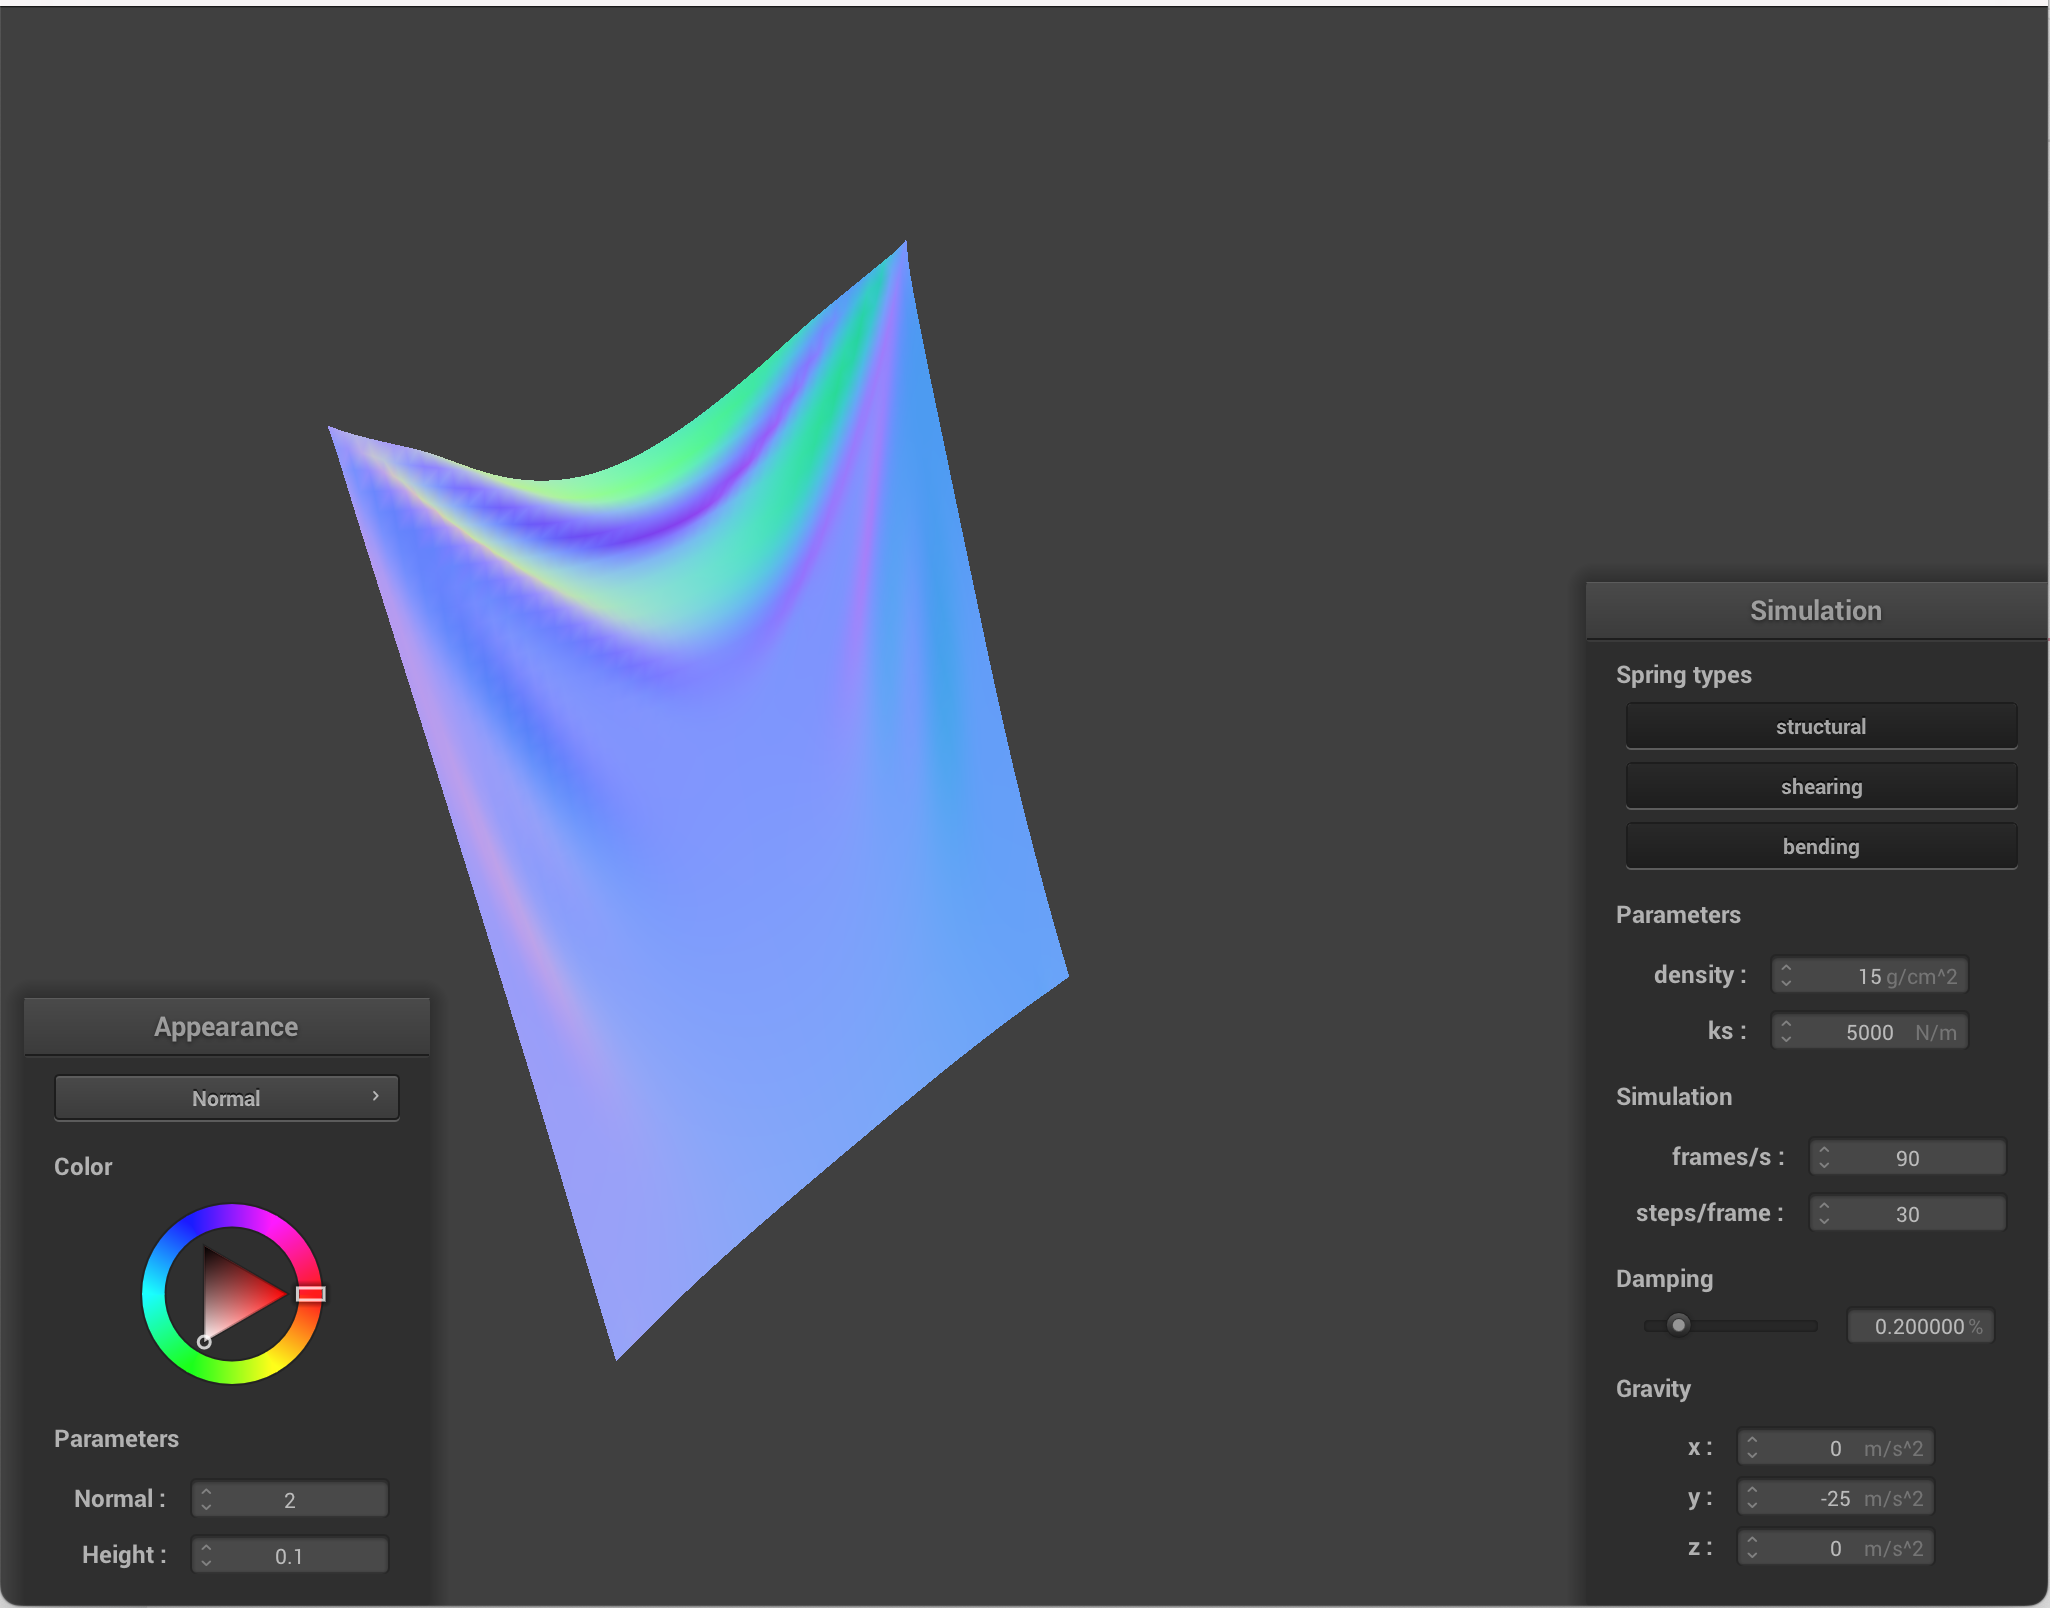 Appearance
Normal
Color
Parameters
Normal : 2
Height : 0.1
Simulation
Spring types
structural
shearing
bending
Parameters
density : 15 g/cm^2
ks : 5000 N/m
Simulation
frames/s : 90
steps/frame : 30
Damping
0.200000 %
Gravity
x : 0 m/s^2
y : -25 m/s^2
z : 0 m/s^2